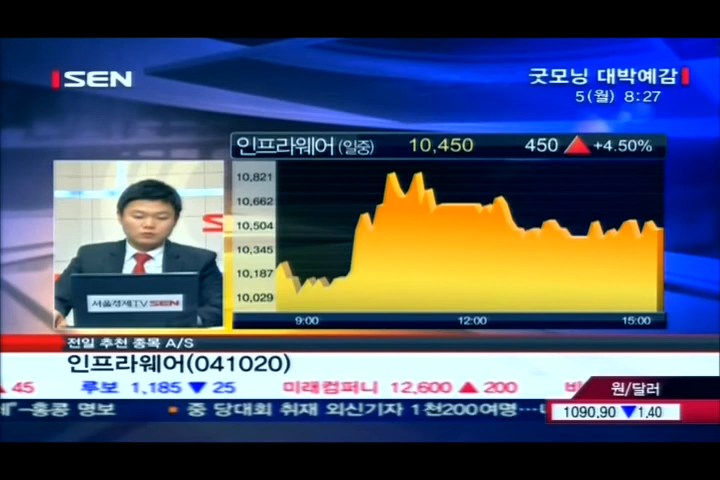 SEN
굿모닝 대박예감
5(월) 8:27
인프라웨어 (일중) 10,450 450 ▲ +4.50%
10,821
10,662
10,504
10,345
10,187
10,029
9:00 12:00 15:00
서울경제TV SEN
전일 추천 종목 A/S
인프라웨어(041020)
▲ 45 루보 1,185 ▼ 25 미래컴퍼니 12,600 ▲ 200
원/달러
1090.90 ▼1.40
"-홍콩 명보 ▪ 중 당대회 취재 외신기자 1천200여명…